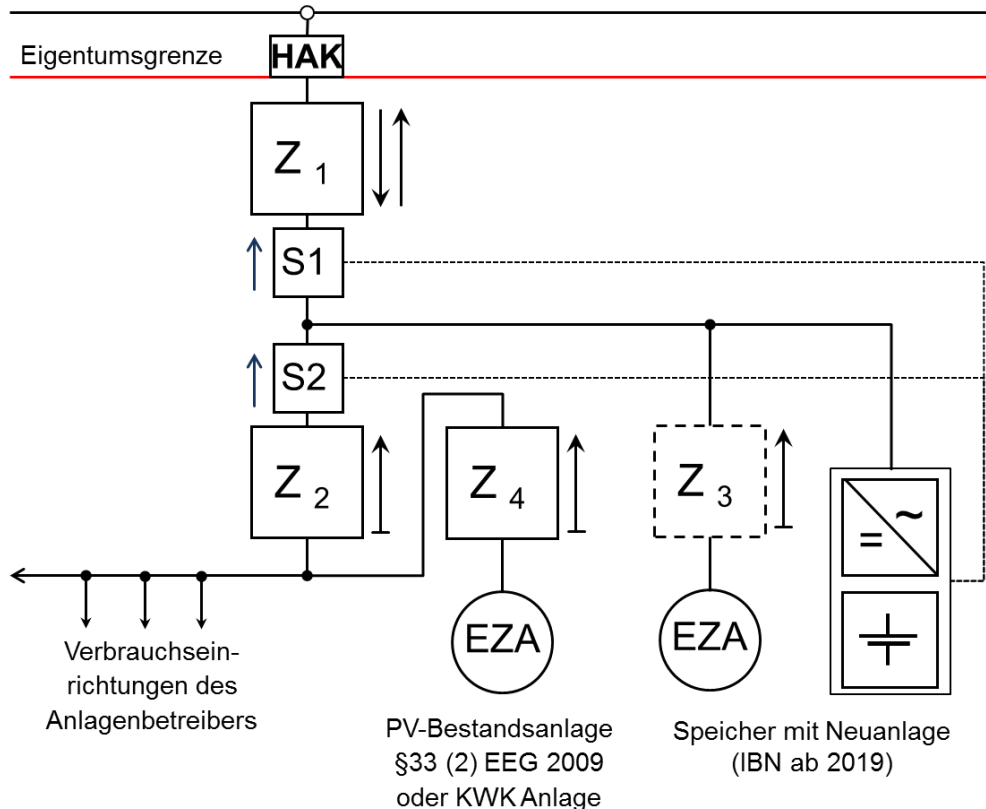 Eigentumsgrenze
HAK
Z 1
S1
S2
Z 2
Z 4
Z 3
= ~
EZA
EZA
Verbrauchsein-
richtungen des
Anlagenbetreibers
PV-Bestandsanlage
§33 (2) EEG 2009
oder KWK Anlage
Speicher mit Neuanlage
(IBN ab 2019)